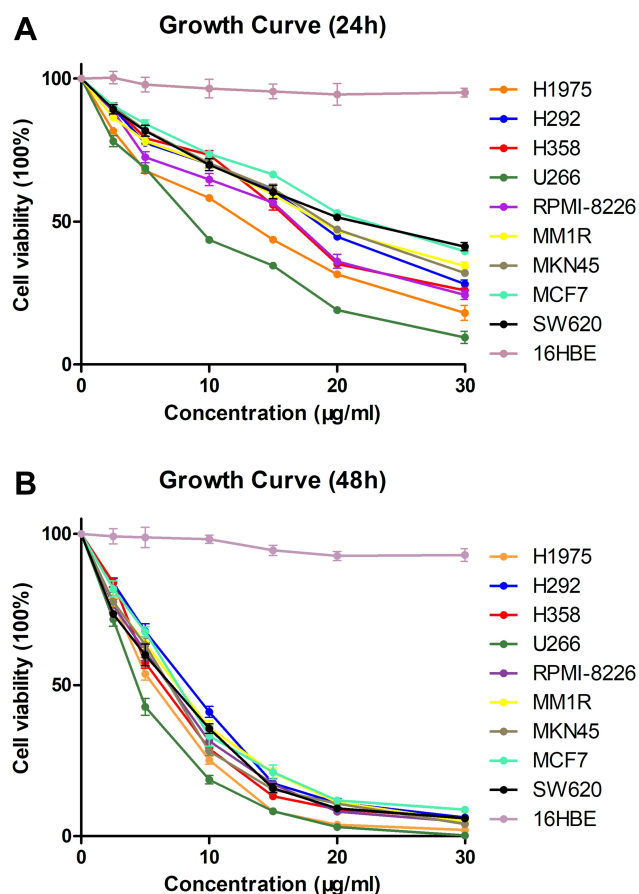 A
Growth Curve (24h)
Cell viability (100%)
100
50
0
0
10
20
30
Concentration (μg/ml)
H1975
H292
H358
U266
RPMI-8226
MM1R
MKN45
MCF7
SW620
16HBE
B
Growth Curve (48h)
Cell viability (100%)
100
50
0
0
10
20
30
Concentration (μg/ml)
H1975
H292
H358
U266
RPMI-8226
MM1R
MKN45
MCF7
SW620
16HBE